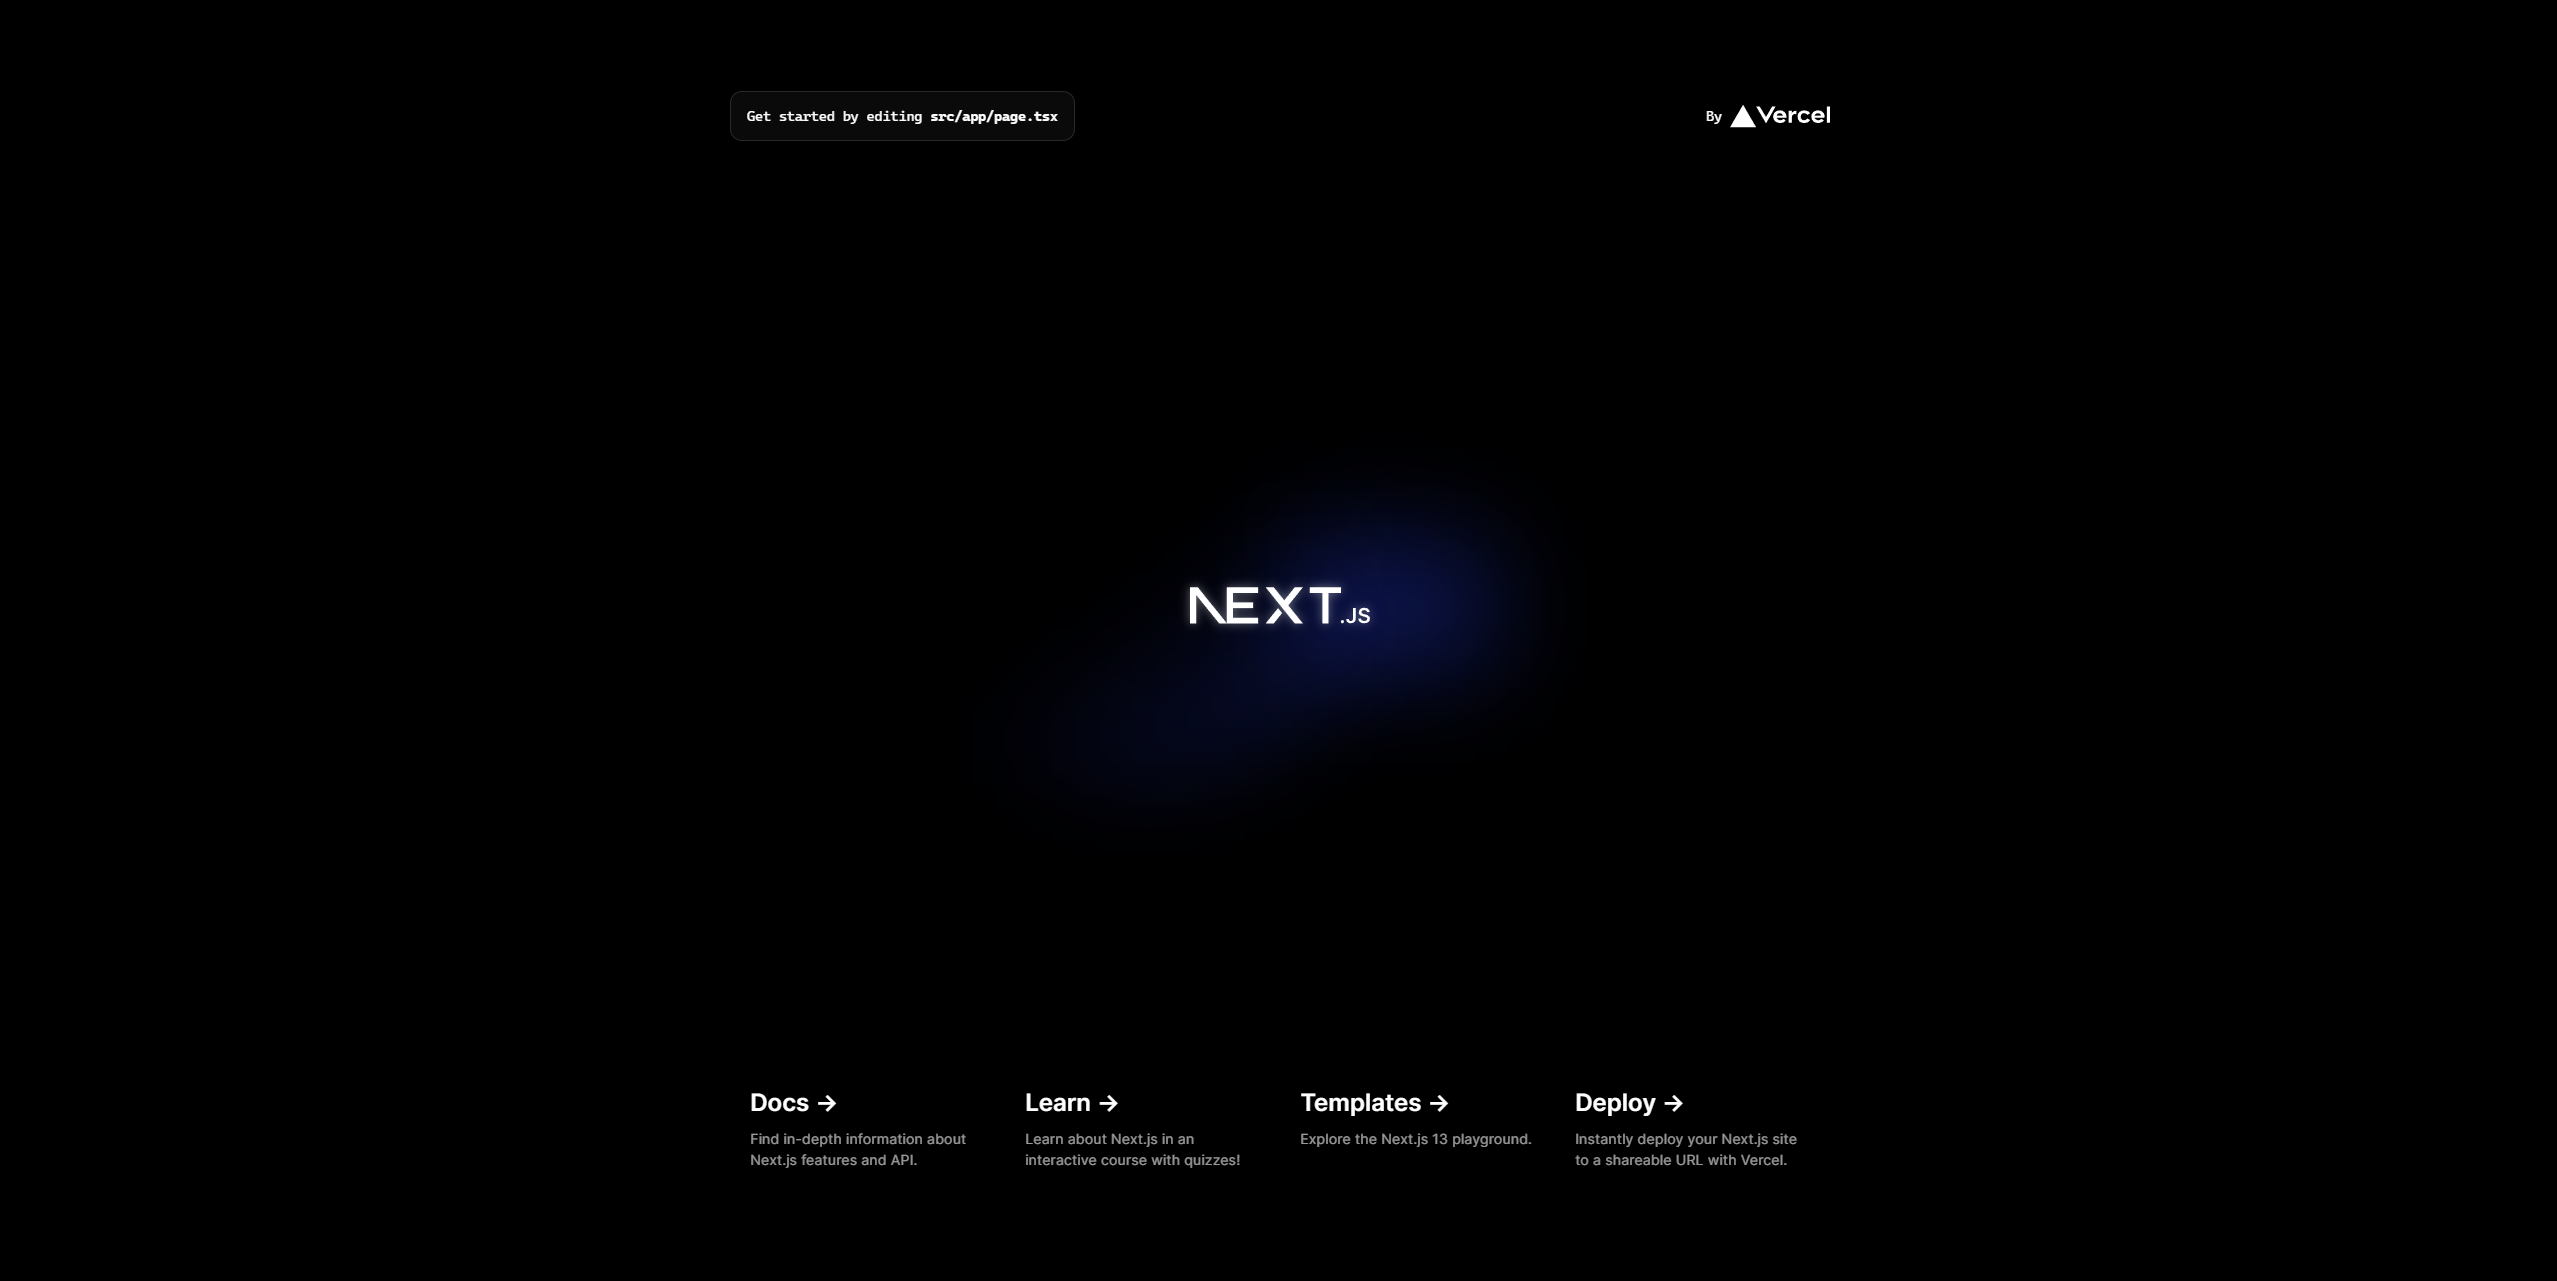 Get started by editing src/app/page.tsx
By ▲Vercel
NEXT.JS
Docs →
Find in-depth information about
Next.js features and API.
Learn →
Learn about Next.js in an
interactive course with quizzes!
Templates →
Explore the Next.js 13 playground.
Deploy →
Instantly deploy your Next.js site
to a shareable URL with Vercel.